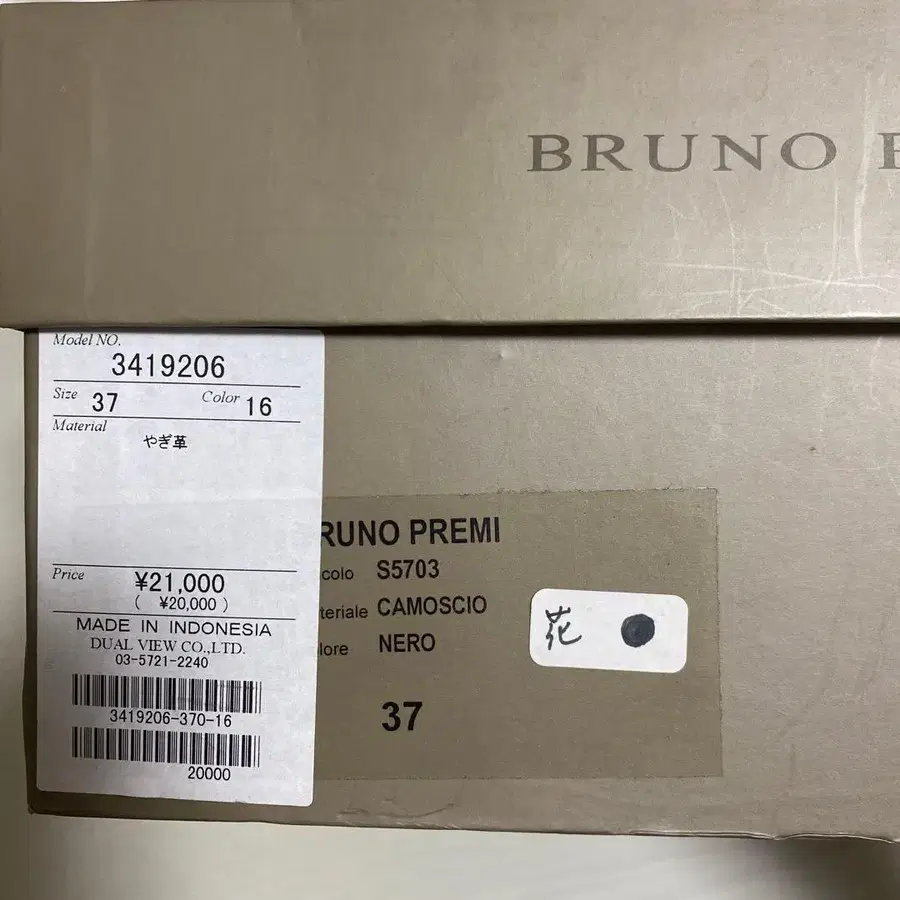 BRUNO
Model NO.
3419206
Size 37 Color 16
Material
やぎ革
Price ¥21,000
( ¥20,000 )
MADE IN INDONESIA
DUAL VIEW CO.,LTD.
03-5721-2240
3419206-370-16
20000
RUNO PREMI
colo S5703
teriale CAMOSCIO
lore NERO
37
花 ●